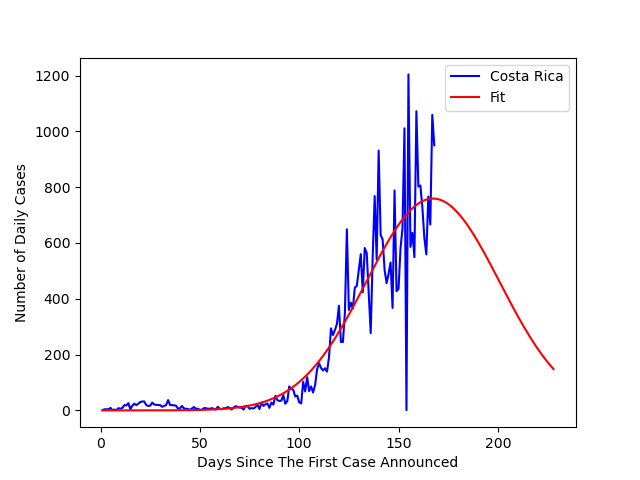 Costa Rica
Fit
Number of Daily Cases
1200
1000
800
600
400
200
0
0 50 100 150 200
Days Since The First Case Announced